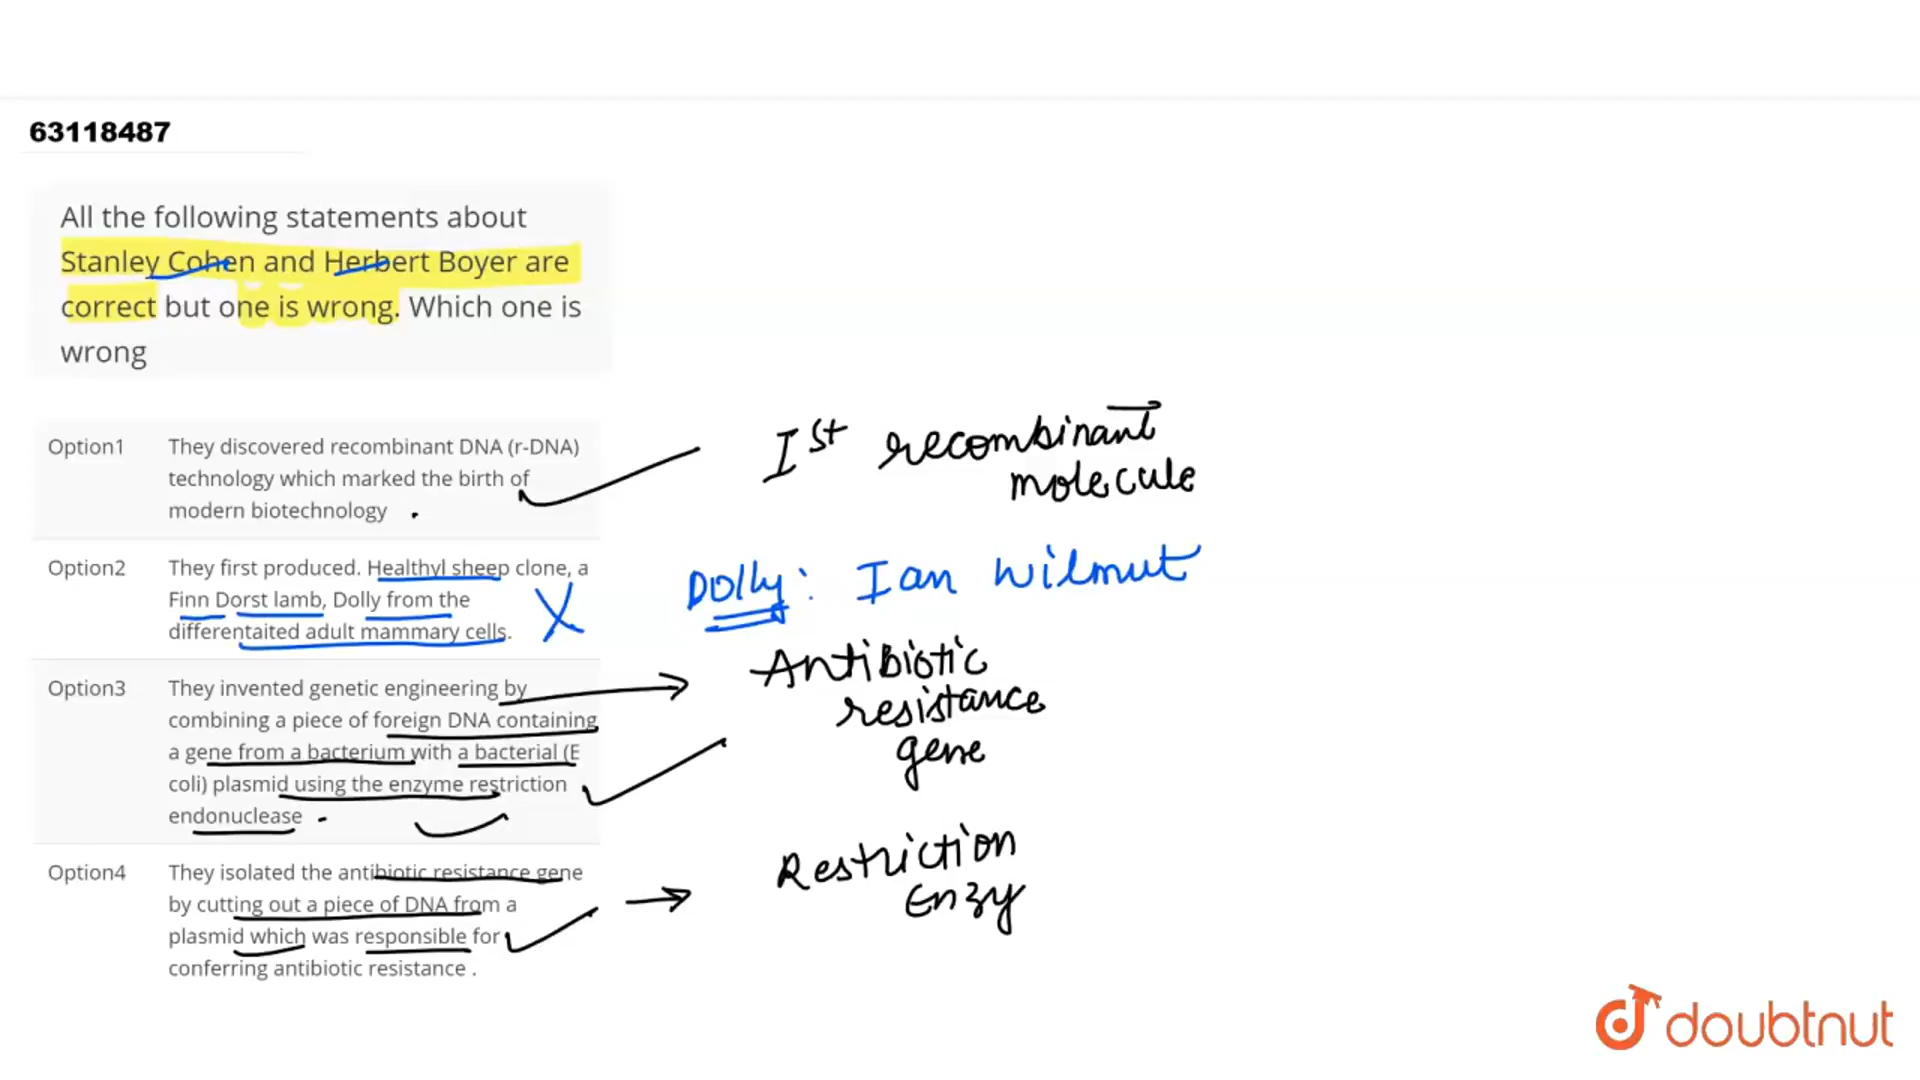 63118487
All the following statements about
Stanley Cohen and Herbert Boyer are
correct but one is wrong. Which one is
wrong
Option1 They discovered recombinant DNA (r-DNA)
technology which marked the birth of
modern biotechnology
Option2 They first produced. Healthyl sheep clone, a
Finn Dorst lamb, Dolly from the
differentaited adult mammary cells.
Option3 They invented genetic engineering by
combining a piece of foreign DNA containing
a gene from a bacterium with a bacterial (E
coli) plasmid using the enzyme restriction
endonuclease
Option4 They isolated the antibiotic resistance gene
by cutting out a piece of DNA from a
plasmid which was responsible for
conferring antibiotic resistance .
Ist recombinant
molecule
Dolly: Ian Wilmut
Antibiotic
resistance
gene
Restriction
Enzy
doubtnut